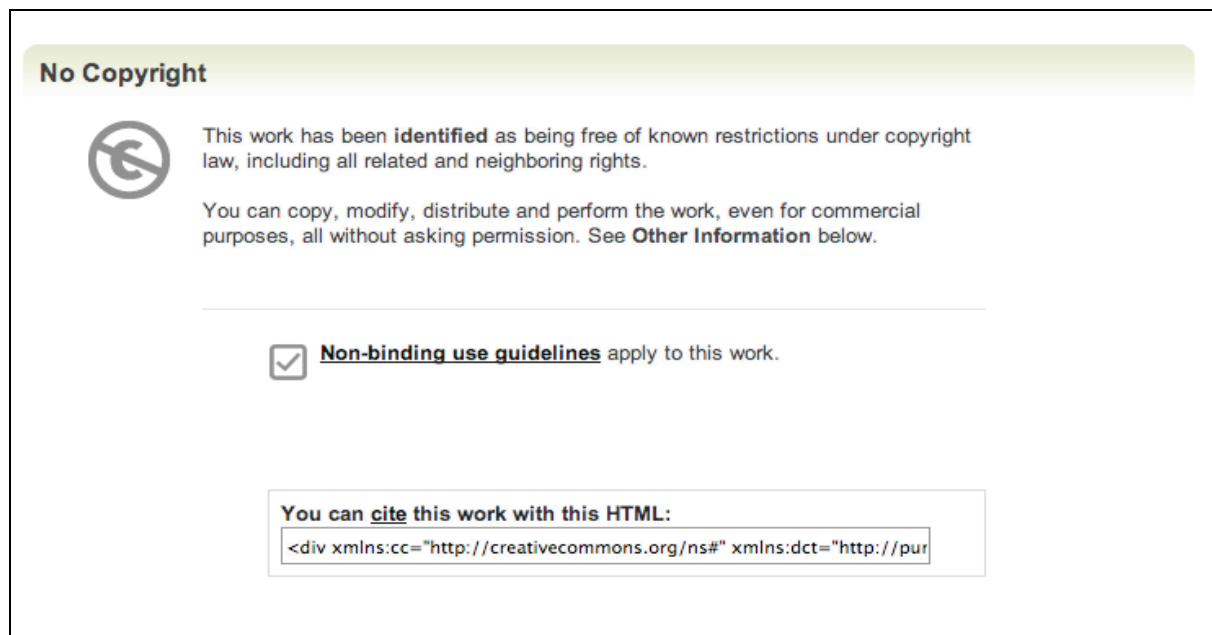 No Copyright
This work has been identified as being free of known restrictions under copyright
law, including all related and neighboring rights.
You can copy, modify, distribute and perform the work, even for commercial
purposes, all without asking permission. See Other Information below.
Non-binding use guidelines apply to this work.
You can cite this work with this HTML:
<div xmlns:cc="http://creativecommons.org/ns#" xmlns:dct="http://pur